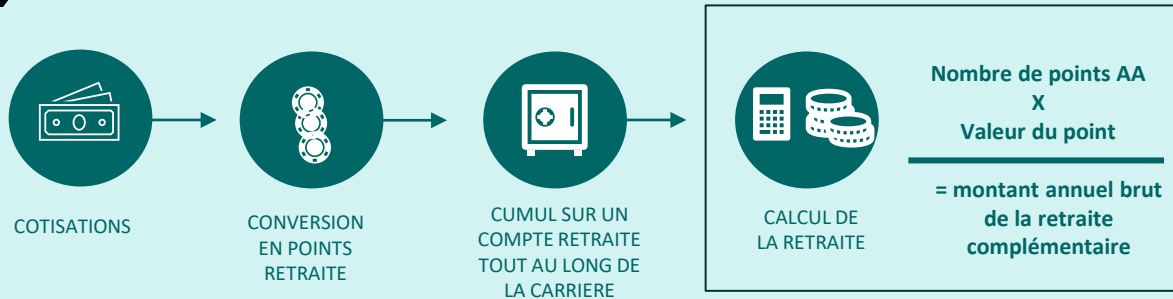 COTISATIONS
CONVERSION
EN POINTS
RETRAITE
CUMUL SUR UN
COMPTE RETRAITE
TOUT AU LONG DE
LA CARRIERE
CALCUL DE
LA RETRAITE
Nombre de points AA
X
Valeur du point
= montant annuel brut
de la retraite
complémentaire